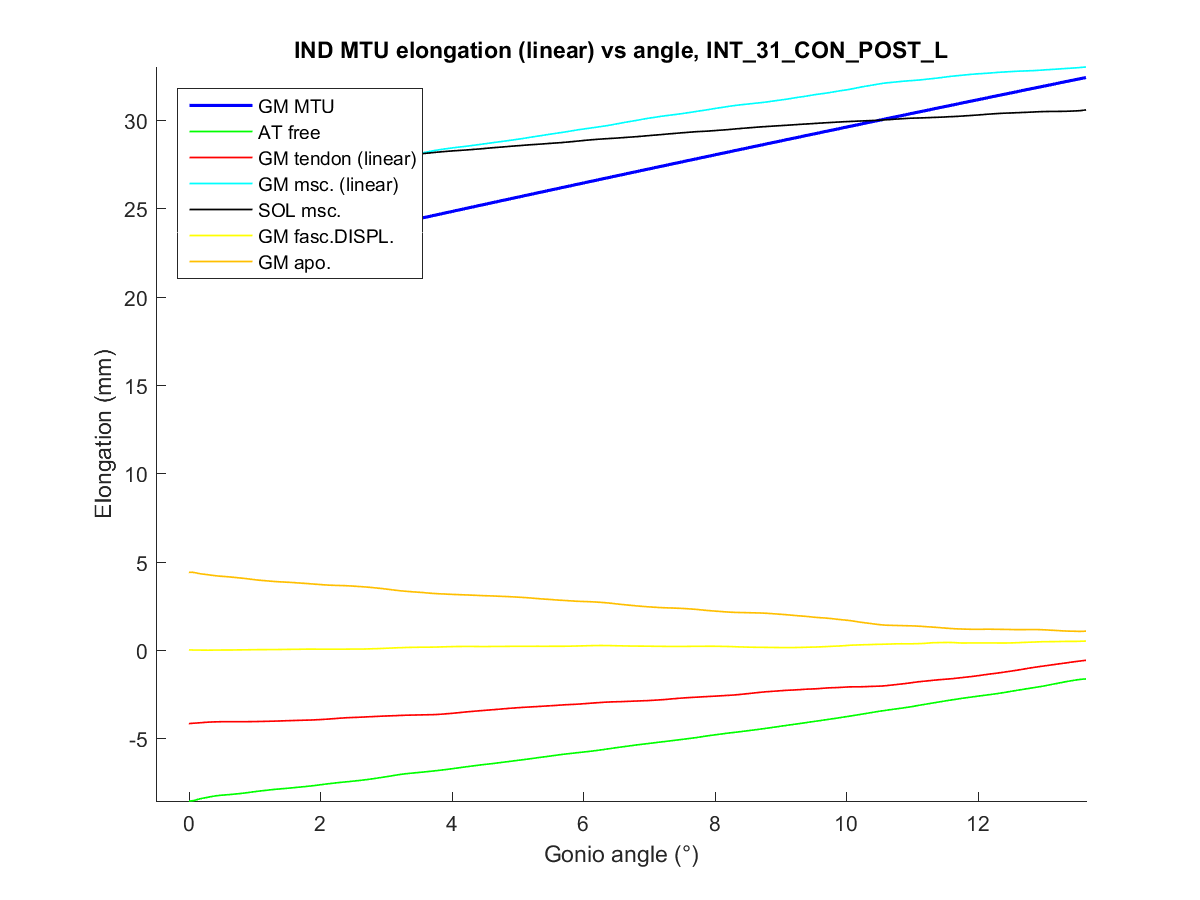 IND MTU elongation (linear) vs angle, INT_31_CON_POST_L
GM MTU
AT free
GM tendon (linear)
GM msc. (linear)
SOL msc.
GM fasc.DISPL.
GM apo.
30
25
20
15
10
5
0
-5
Elongation (mm)
0 2 4 6 8 10 12
Gonio angle (°)